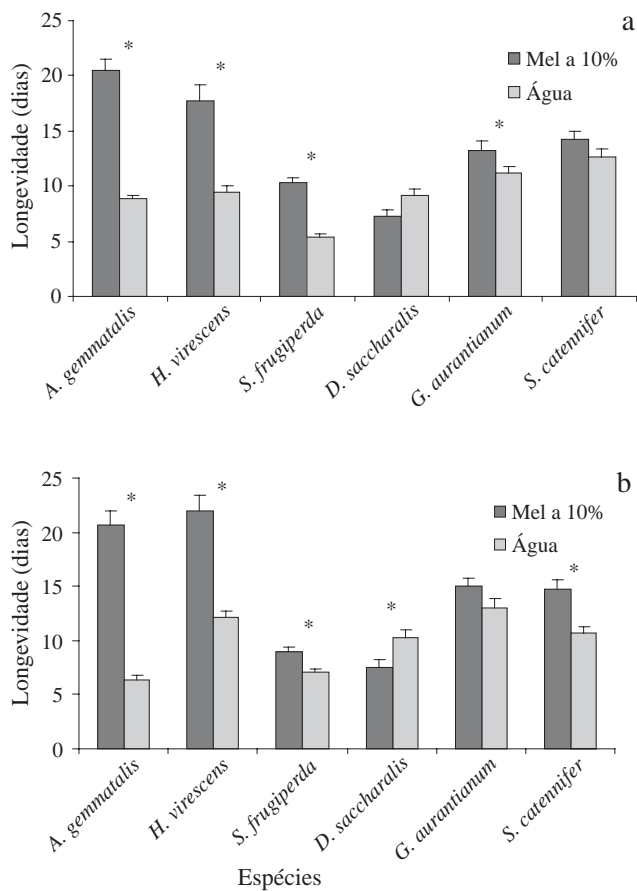 a
Longevidade (dias)
25
20
15
10
5
0
*
*
*
*
Mel a 10%
Água
A. gemmatalis
H. virescens
S. frugiperda
D. saccharalis
G. aurantianum
S. catennifer
b
Longevidade (dias)
25
20
15
10
5
0
*
*
*
*
*
Mel a 10%
Água
A. gemmatalis
H. virescens
S. frugiperda
D. saccharalis
G. aurantianum
S. catennifer
Espécies